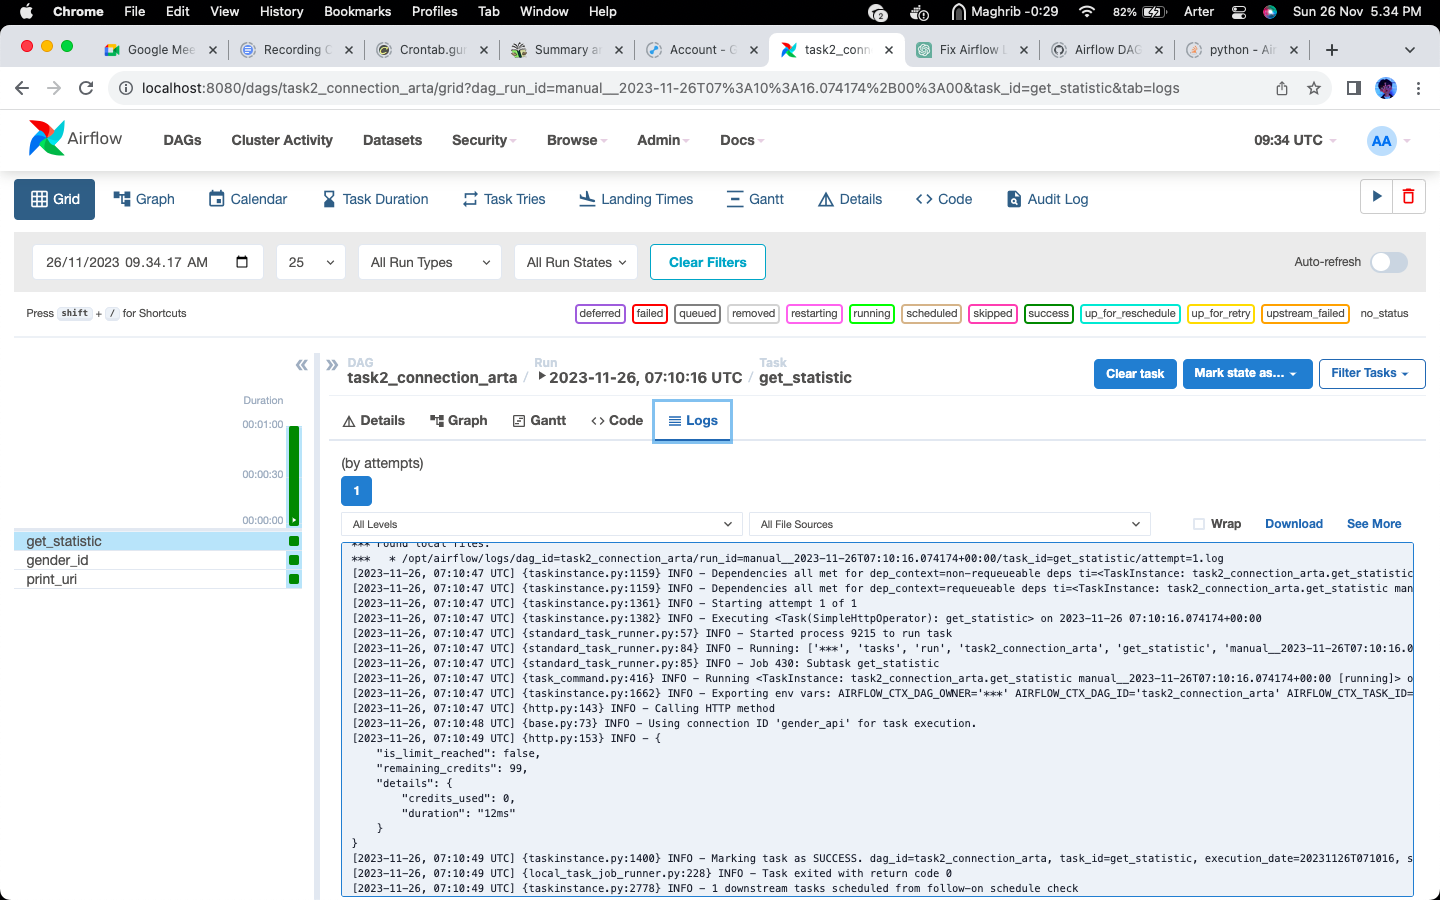 Chrome File Edit View History Bookmarks Profiles Tab Window Help 2 Maghrib -0:29 82% Arter Sun 26 Nov 5.34 PM
Google Mee Recording C Crontab.gur Summary a Account - G task2_conn Fix Airflow L Airflow DAG python - Air
localhost:8080/dags/task2_connection_arta/grid?dag_run_id=manual__2023-11-26T07%3A10%3A16.074174%2B00%3A00&task_id=get_statistic&tab=logs
Airflow DAGs Cluster Activity Datasets Security Browse Admin Docs 09:34 UTC AA
Grid Graph Calendar Task Duration Task Tries Landing Times Gantt Details Code Audit Log
26/11/2023 09.34.17 AM 25 All Run Types All Run States Clear Filters Auto-refresh
Press shift + / for Shortcuts deferred failed queued removed restarting running scheduled skipped success up_for_reschedule up_for_retry upstream_failed no_status
DAG Run Task
task2_connection_arta / 2023-11-26, 07:10:16 UTC / get_statistic
Clear task Mark state as... Filter Tasks
Duration
00:01:00
00:00:30
00:00:00
get_statistic
gender_id
print_uri
Details Graph Gantt Code Logs
(by attempts)
1
All Levels All File Sources Wrap Download See More
*** Found local files:
***   * /opt/airflow/logs/dag_id=task2_connection_arta/run_id=manual__2023-11-26T07:10:16.074174+00:00/task_id=get_statistic/attempt=1.log
[2023-11-26, 07:10:47 UTC] {taskinstance.py:1159} INFO - Dependencies all met for dep_context=non-requeueable deps ti=<TaskInstance: task2_connection_arta.get_statistic
[2023-11-26, 07:10:47 UTC] {taskinstance.py:1159} INFO - Dependencies all met for dep_context=requeueable deps ti=<TaskInstance: task2_connection_arta.get_statistic man
[2023-11-26, 07:10:47 UTC] {taskinstance.py:1361} INFO - Starting attempt 1 of 1
[2023-11-26, 07:10:47 UTC] {taskinstance.py:1382} INFO - Executing <Task(SimpleHttpOperator): get_statistic> on 2023-11-26 07:10:16.074174+00:00
[2023-11-26, 07:10:47 UTC] {standard_task_runner.py:57} INFO - Started process 9215 to run task
[2023-11-26, 07:10:47 UTC] {standard_task_runner.py:84} INFO - Running: ['***', 'tasks', 'run', 'task2_connection_arta', 'get_statistic', 'manual__2023-11-26T07:10:16.0
[2023-11-26, 07:10:47 UTC] {standard_task_runner.py:85} INFO - Job 430: Subtask get_statistic
[2023-11-26, 07:10:47 UTC] {task_command.py:416} INFO - Running <TaskInstance: task2_connection_arta.get_statistic manual__2023-11-26T07:10:16.074174+00:00 [running]> o
[2023-11-26, 07:10:47 UTC] {taskinstance.py:1662} INFO - Exporting env vars: AIRFLOW_CTX_DAG_OWNER='***' AIRFLOW_CTX_DAG_ID='task2_connection_arta' AIRFLOW_CTX_TASK_ID=
[2023-11-26, 07:10:47 UTC] {http.py:143} INFO - Calling HTTP method
[2023-11-26, 07:10:48 UTC] {base.py:73} INFO - Using connection ID 'gender_api' for task execution.
[2023-11-26, 07:10:49 UTC] {http.py:153} INFO - {
"is_limit_reached": false,
"remaining_credits": 99,
"details": {
"credits_used": 0,
"duration": "12ms"
}
}
[2023-11-26, 07:10:49 UTC] {taskinstance.py:1400} INFO - Marking task as SUCCESS. dag_id=task2_connection_arta, task_id=get_statistic, execution_date=20231126T071016, s
[2023-11-26, 07:10:49 UTC] {local_task_job_runner.py:228} INFO - Task exited with return code 0
[2023-11-26, 07:10:49 UTC] {taskinstance.py:2778} INFO - 1 downstream tasks scheduled from follow-on schedule check